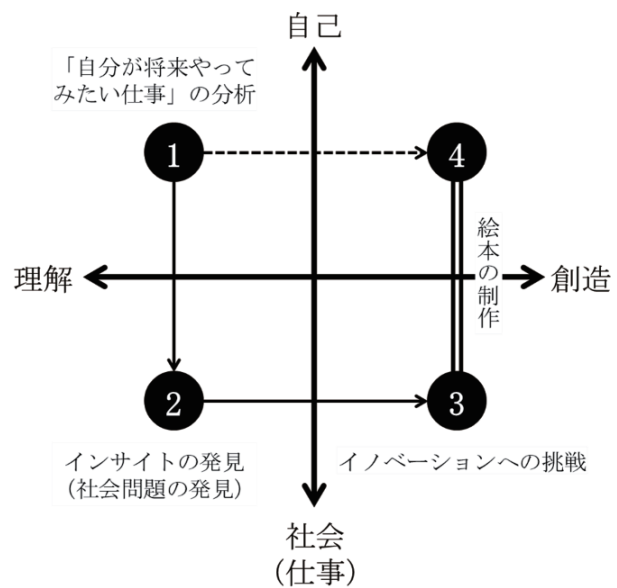 自己
「自分が将来やって
みたい仕事」の分析
1
4
絵本の制作
理解
創造
2
3
インサイトの発見
（社会問題の発見）
イノベーションへの挑戦
社会
（仕事）